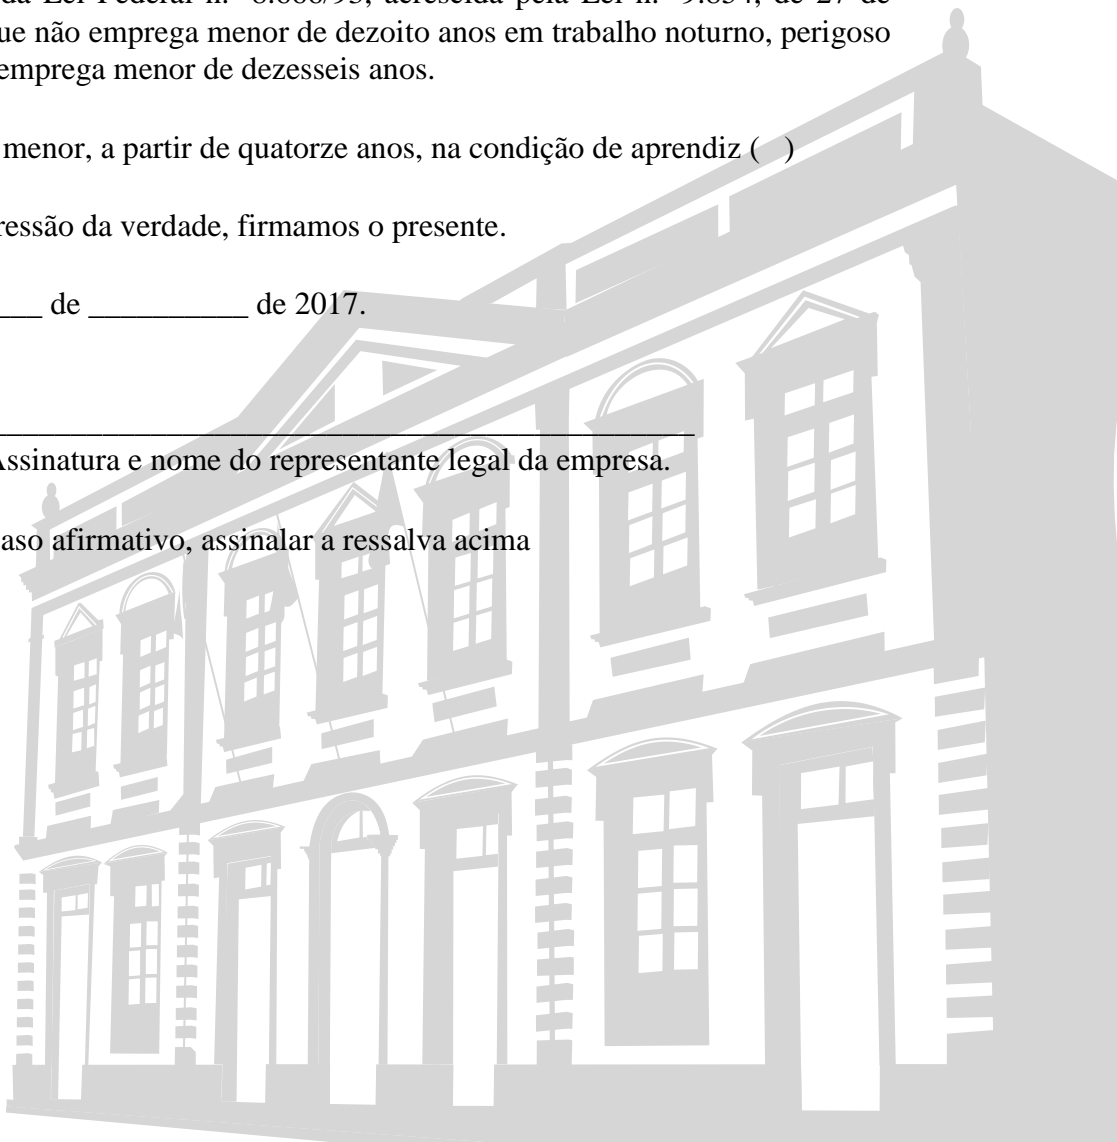 da Lei Federal n.º 8.666/93, acrescida pela Lei n.º 9.854, de 27 de
que não emprega menor de dezoito anos em trabalho noturno, perigoso
emprega menor de dezesseis anos.
menor, a partir de quatorze anos, na condição de aprendiz ( )
ressão da verdade, firmamos o presente.
___ de __________ de 2017.
____________________________________________
Assinatura e nome do representante legal da empresa.
aso afirmativo, assinalar a ressalva acima